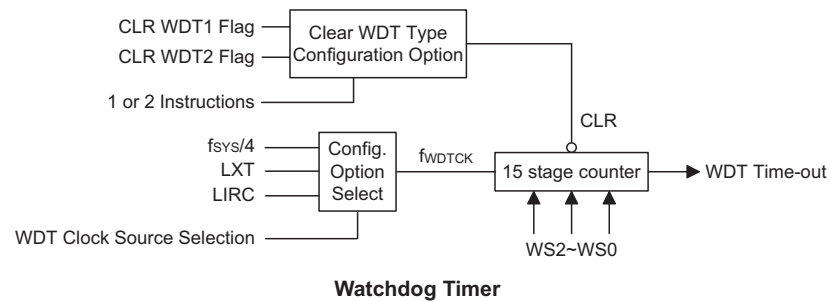 CLR WDT1 Flag
CLR WDT2 Flag
Clear WDT Type
Configuration Option
1 or 2 Instructions
CLR
fSYS/4
LXT
LIRC
Config.
Option
Select
fWDTCK
15 stage counter
WDT Time-out
WDT Clock Source Selection
WS2~WS0
Watchdog Timer